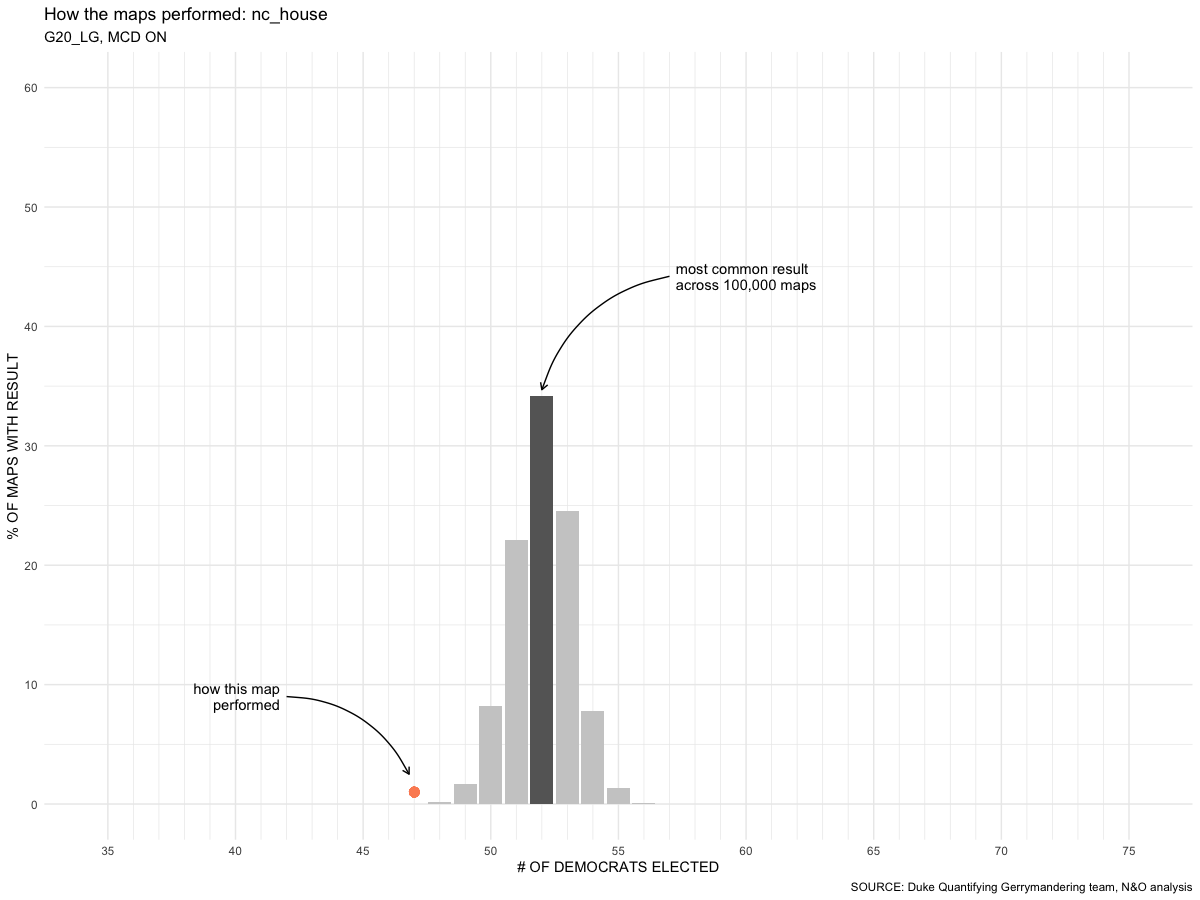 How the maps performed: nc_house
G20_LG, MCD ON
60
50
40
30
20
10
0
% OF MAPS WITH RESULT
most common result
across 100,000 maps
how this map
performed
35 40 45 50 55 60 65 70 75
# OF DEMOCRATS ELECTED
SOURCE: Duke Quantifying Gerrymandering team, N&O analysis